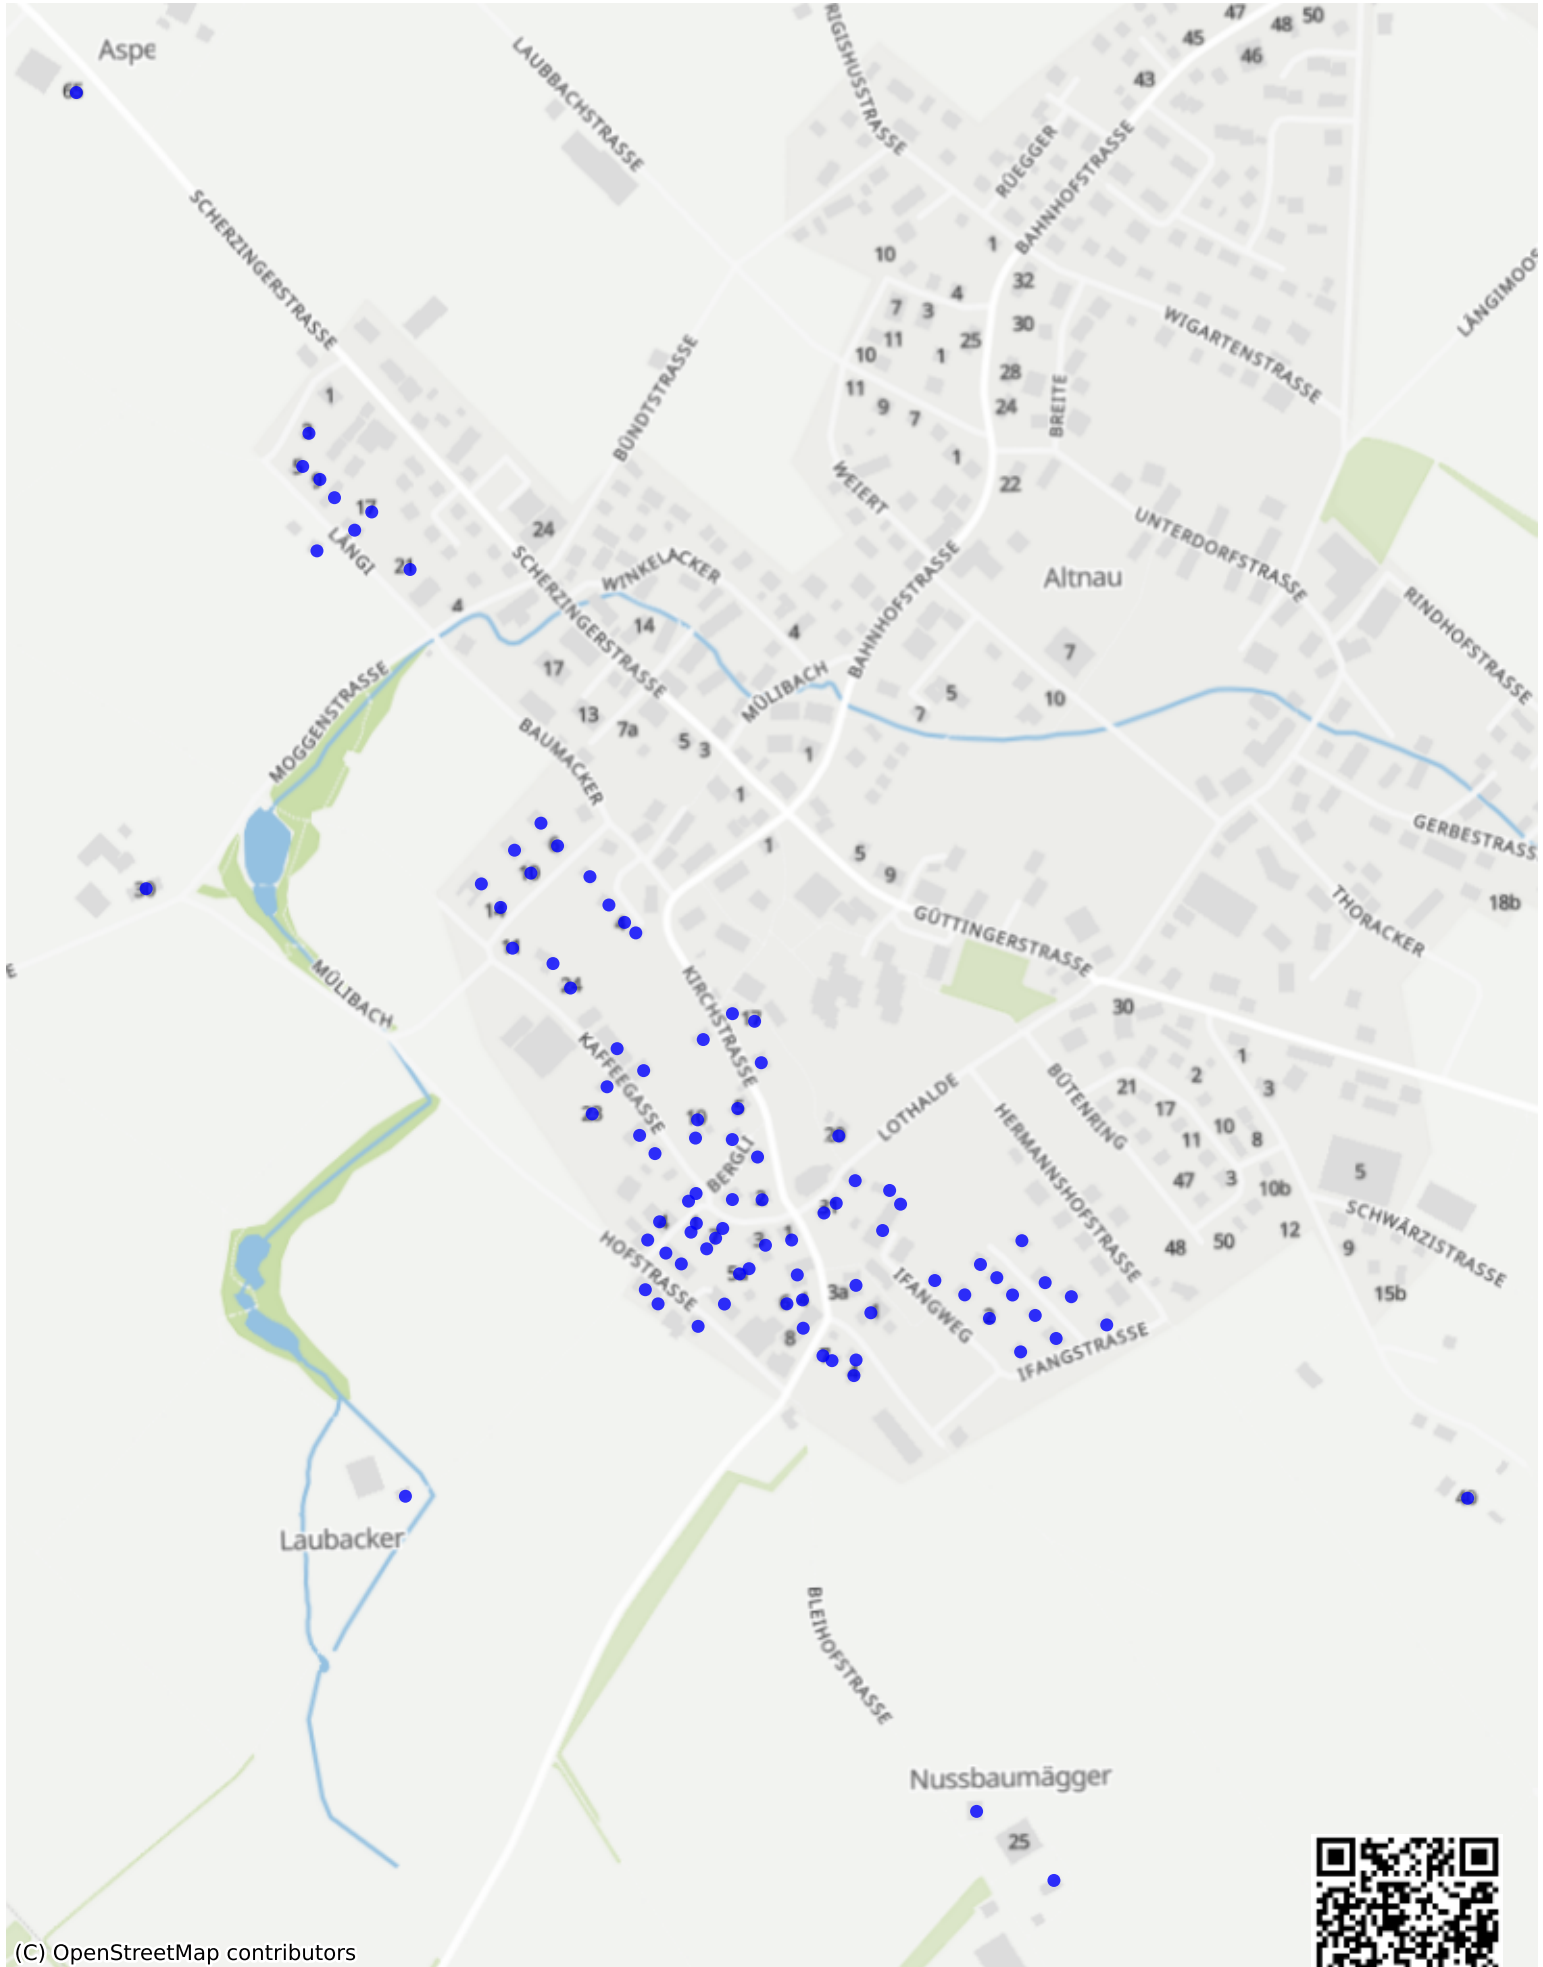 47
48
50
45
46
43
Aspe
LAUBBACHSTRASSE
RIGISHUSSTRASSE
RÜEGGER
BAHNHOFSTRASSE
SCHERZINGERSTRASSE
1
10
32
4
7
3
30
11
25
10
1
28
11
9
7
24
1
22
WIGARTENSTRASSE
LÄNGIMOOS
BREITE
BÜNDTSTRASSE
1
17
21
LÄNGI
24
4
WEIERT
UNTERDORFSTRASSE
SCHERZINGERSTRASSE
WINKELACKER
BAHNHOFSTRASSE
Altnau
RINDHOFSTRASSE
14
4
7
17
MÜLIBACH
5
10
7
MOGGENSTRASSE
13
7a
5
3
1
BAUMACKER
1
1
5
9
GERBESTRASS
THORACKER
18b
GÜTTINGERSTRASSE
MÜLIBACH
KIRCHSTRASSE
30
KAFFEEGASSE
1
2
3
21
17
10
11
8
47
3
10b
5
12
50
48
9
15b
BÜTENRING
LOTHALDE
HERMANNSHOFSTRASSE
SCHWÄRZISTRASSE
BERGLI
HOFSTRASSE
3a
8
IFANGWEG
IFANGSTRASSE
Laubacker
BLEIHOFSTRASSE
Nussbaumägger
25
(C) OpenStreetMap contributors